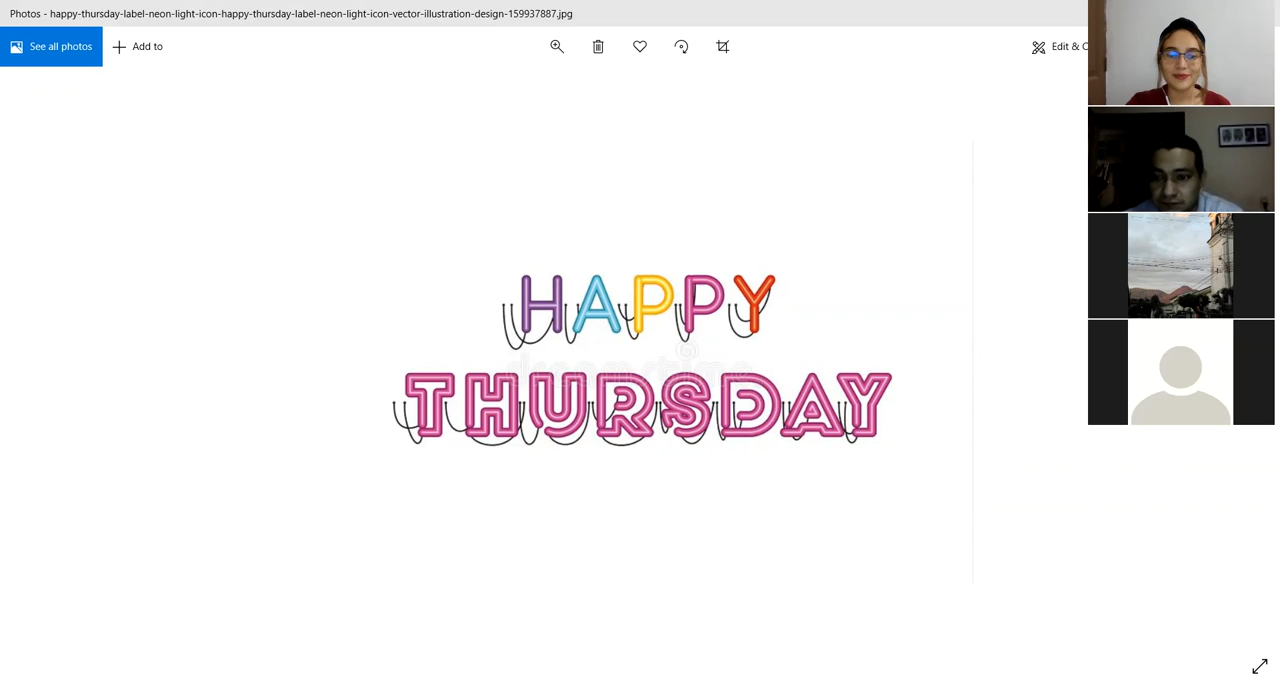 Photos - happy-thursday-label-neon-light-icon-happy-thursday-label-neon-light-icon-vector-illustration-design-159937887.jpg
See all photos
Add to
Edit & C
HAPPY
THURSDAY